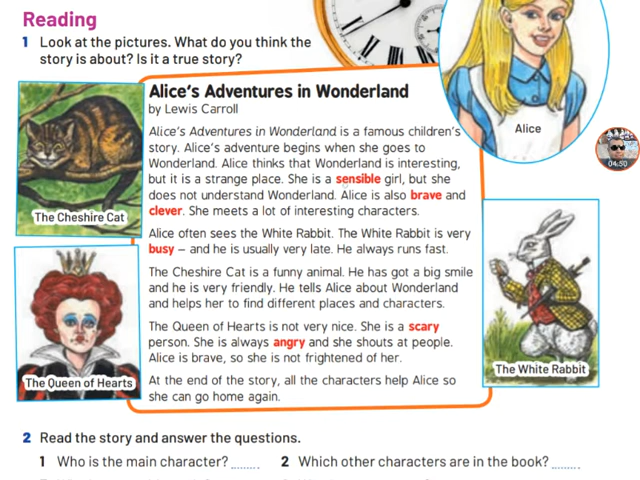 Reading
1 Look at the pictures. What do you think the
story is about? Is it a true story?
Alice's Adventures in Wonderland
by Lewis Carroll
Alice's Adventures in Wonderland is a famous children's
story. Alice's adventure begins when she goes to
Wonderland. Alice thinks that Wonderland is interesting,
but it is a strange place. She is a sensible girl, but she
does not understand Wonderland. Alice is also brave and
clever. She meets a lot of interesting characters.
Alice often sees the White Rabbit. The White Rabbit is very
busy – and he is usually very late. He always runs fast.
The Cheshire Cat is a funny animal. He has got a big smile
and he is very friendly. He tells Alice about Wonderland
and helps her to find different places and characters.
The Queen of Hearts is not very nice. She is a scary
person. She is always angry and she shouts at people.
Alice is brave, so she is not frightened of her.
At the end of the story, all the characters help Alice so
she can go home again.
The Cheshire Cat
The Queen of Hearts
Alice
04:50
The White Rabbit
2 Read the story and answer the questions.
1 Who is the main character? ........
2 Which other characters are in the book? ........